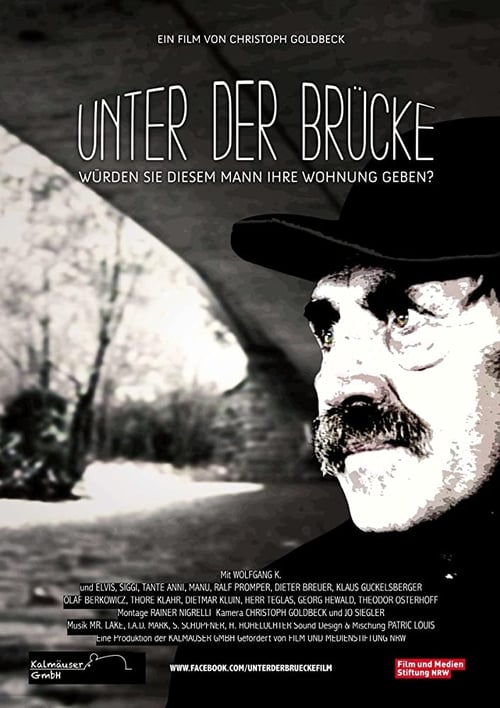 EIN FILM VON CHRISTOPH GOLDBECK
UNTER DER BRÜCKE
WÜRDEN SIE DIESEM MANN IHRE WOHNUNG GEBEN?
Mit WOLFGANG K.
und ELVIS, SIGGI, TANTE ANNI, MANU, RALF PROMPER, DIETER BREUER, KLAUS GUCKELSBERGER
OLAF BERKOWICZ, THORE KLAHR, DIETMAR KLUIN, HERR TEGLAS, GEORG HEWALD, THEODOR OSTERHOFF
Montage RAINER NIGRELLI Kamera CHRISTOPH GOLDBECK und JO SIEGLER
Musik MR. LAKE, T.A.D. MARK, S. SCHÖPFNER, H. HOFELÜCHTER Sound Design & Mischung PATRIC LOUIS
Eine Produktion der KALMÄUSER GMBH Gefördert von FILM UND MEDIENSTIFTUNG NRW
Kalmäuser
GmbH
WWW.FACEBOOK.COM/UNTERDERBRUECKEFILM
Film und Medien
Stiftung NRW